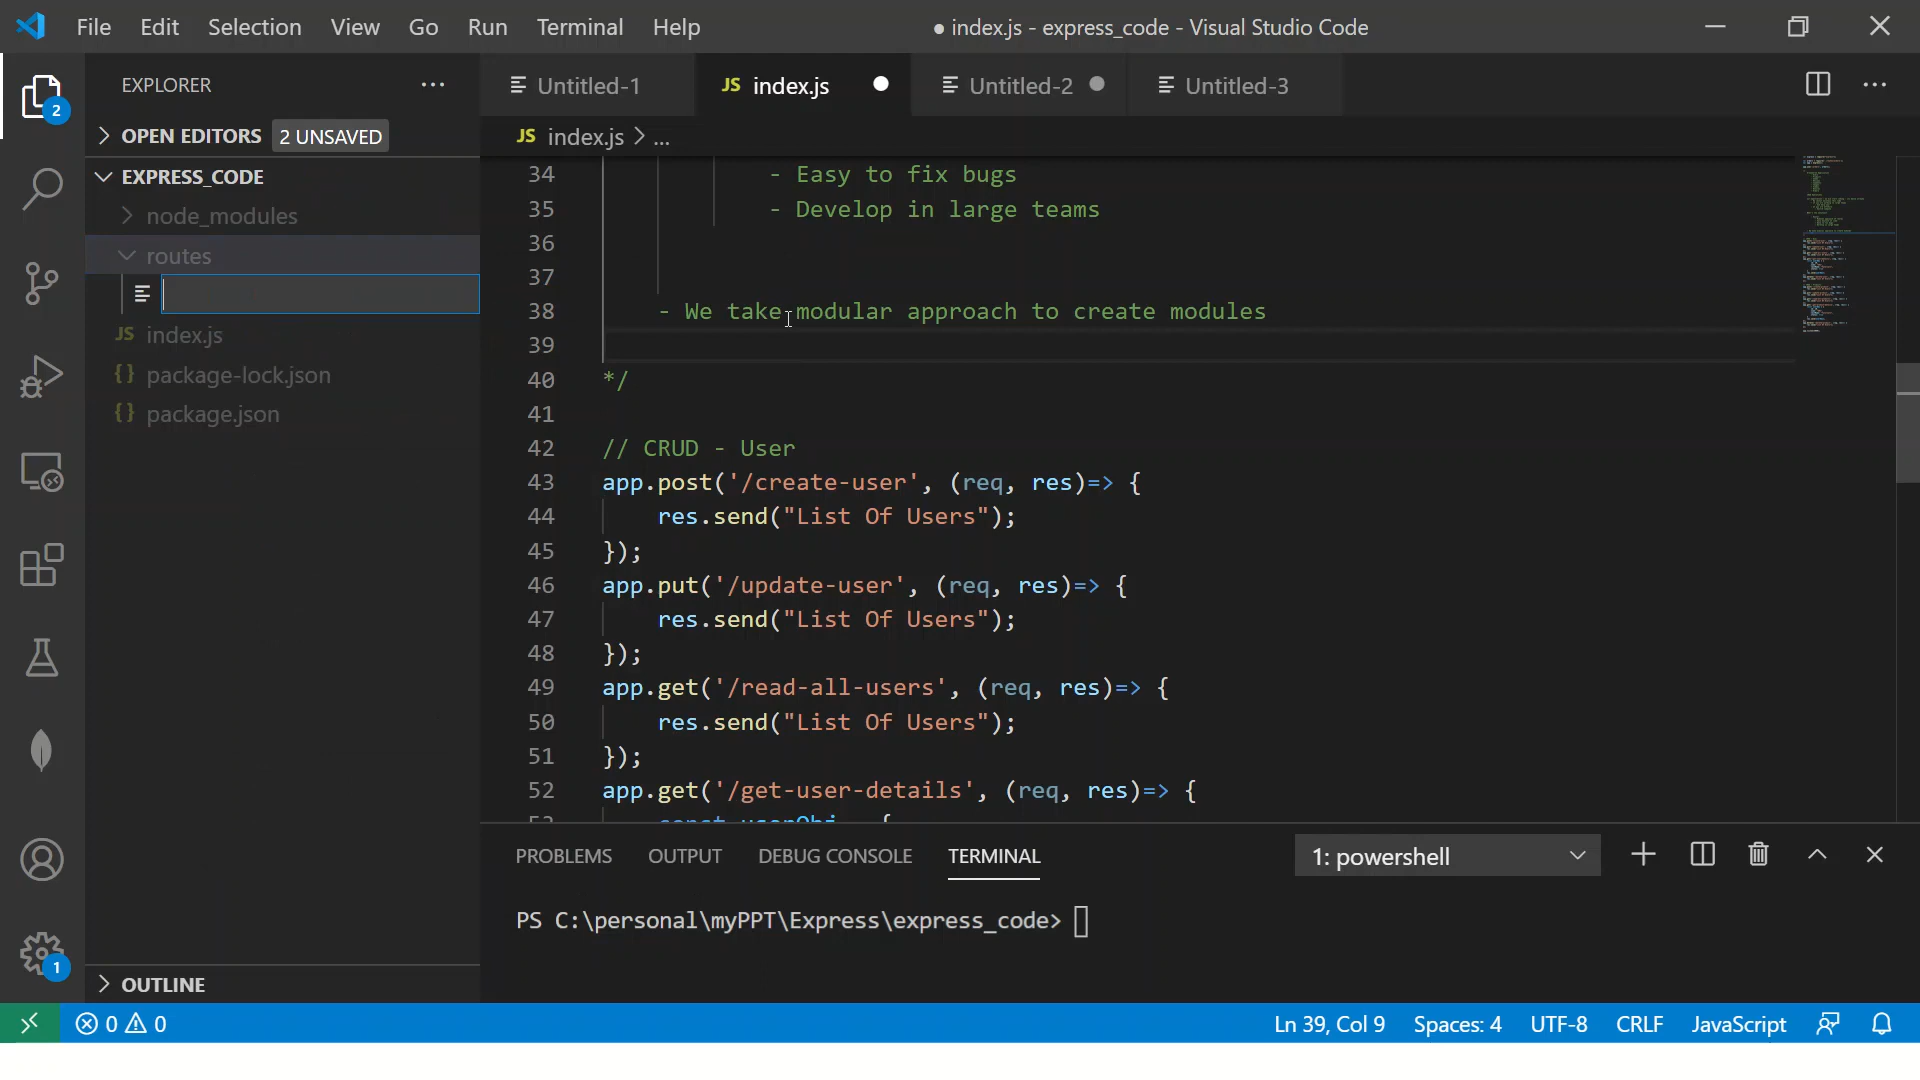 File Edit Selection View Go Run Terminal Help
● index.js - express_code - Visual Studio Code
EXPLORER
2
OPEN EDITORS 2 UNSAVED
EXPRESS_CODE
node_modules
routes
JS index.js
{} package-lock.json
{} package.json
OUTLINE
1
Untitled-1
JS index.js
Untitled-2
Untitled-3
JS index.js > ...
34 - Easy to fix bugs
35 - Develop in large teams
36
37
38 - We take modular approach to create modules
39
40 */
41
42 // CRUD - User
43 app.post('/create-user', (req, res)=> {
44 res.send("List Of Users");
45 });
46 app.put('/update-user', (req, res)=> {
47 res.send("List Of Users");
48 });
49 app.get('/read-all-users', (req, res)=> {
50 res.send("List Of Users");
51 });
52 app.get('/get-user-details', (req, res)=> {
53 const userObj = {
PROBLEMS OUTPUT DEBUG CONSOLE TERMINAL
1: powershell
PS C:\personal\myPPT\Express\express_code>
0 0
Ln 39, Col 9 Spaces: 4 UTF-8 CRLF JavaScript